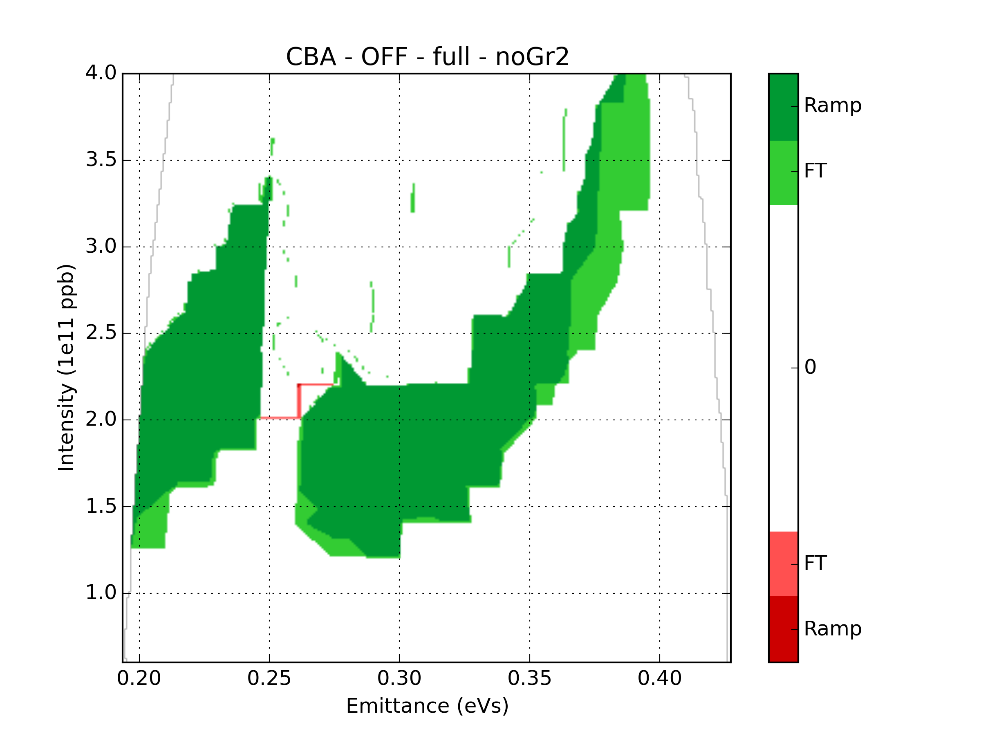 CBA - OFF - full - noGr2
4.0
3.5
3.0
2.5
2.0
1.5
1.0
Intensity (1e11 ppb)
0.20 0.25 0.30 0.35 0.40
Emittance (eVs)
Ramp
FT
0
FT
Ramp